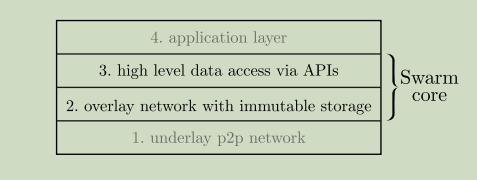 4. application layer
3. high level data access via APIs
2. overlay network with immutable storage
1. underlay p2p network
Swarm
core